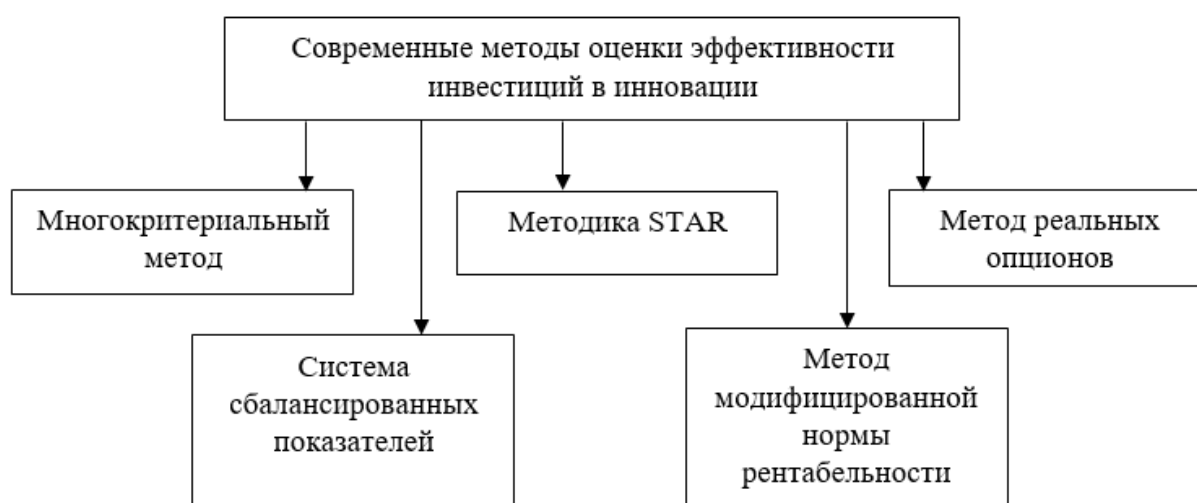 Современные методы оценки эффективности
инвестиций в инновации
Многокритериальный
метод
Методика STAR
Метод реальных
опционов
Система
сбалансированных
показателей
Метод
модифицированной
нормы
рентабельности